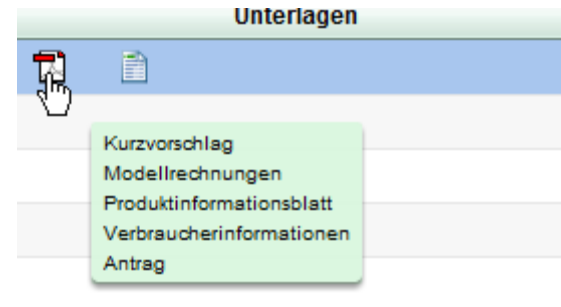 Unterlagen
Kurzvorschlag
Modellrechnungen
Produktinformationsblatt
Verbraucherinformationen
Antrag